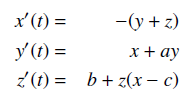 x′(t) = −(y + z)
y′(t) = x + ay
z′(t) = b + z(x − c)